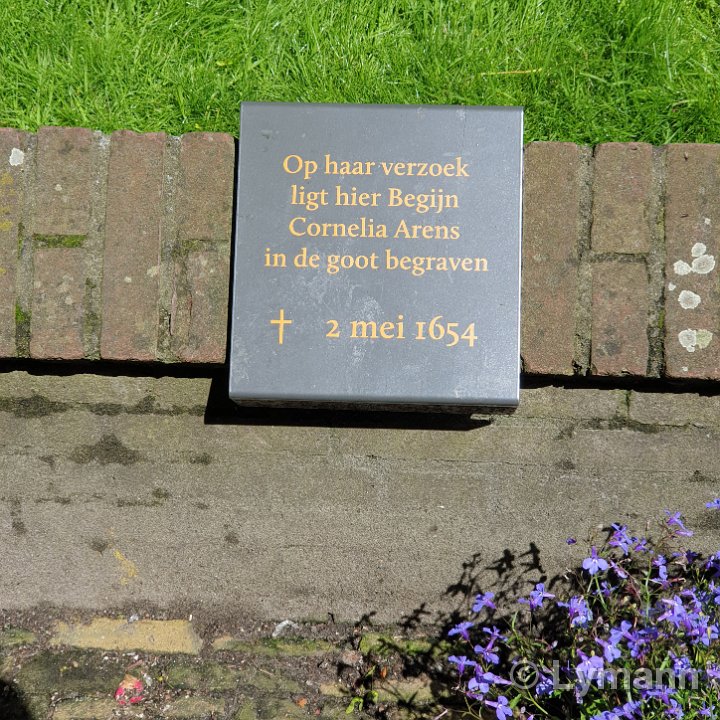 Op haar verzoek
ligt hier Begijn
Cornelia Arens
in de goot begraven
† 2 mei 1654
© Lymann